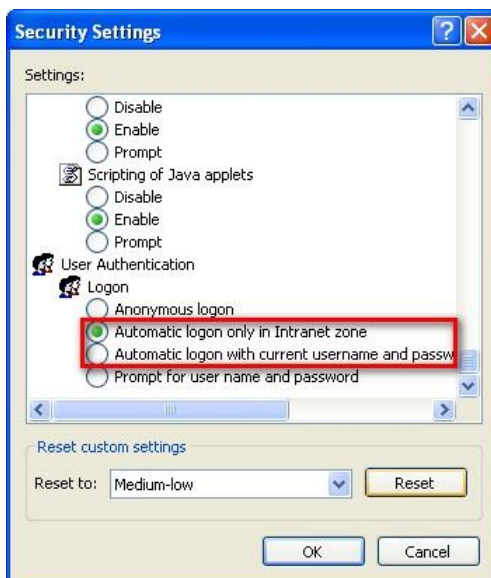 Security Settings
Settings:
Disable
Enable
Prompt
Scripting of Java applets
Disable
Enable
Prompt
User Authentication
Logon
Anonymous logon
Automatic logon only in Intranet zone
Automatic logon with current username and passw
Prompt for user name and password
Reset custom settings
Reset to: Medium-low Reset
OK Cancel